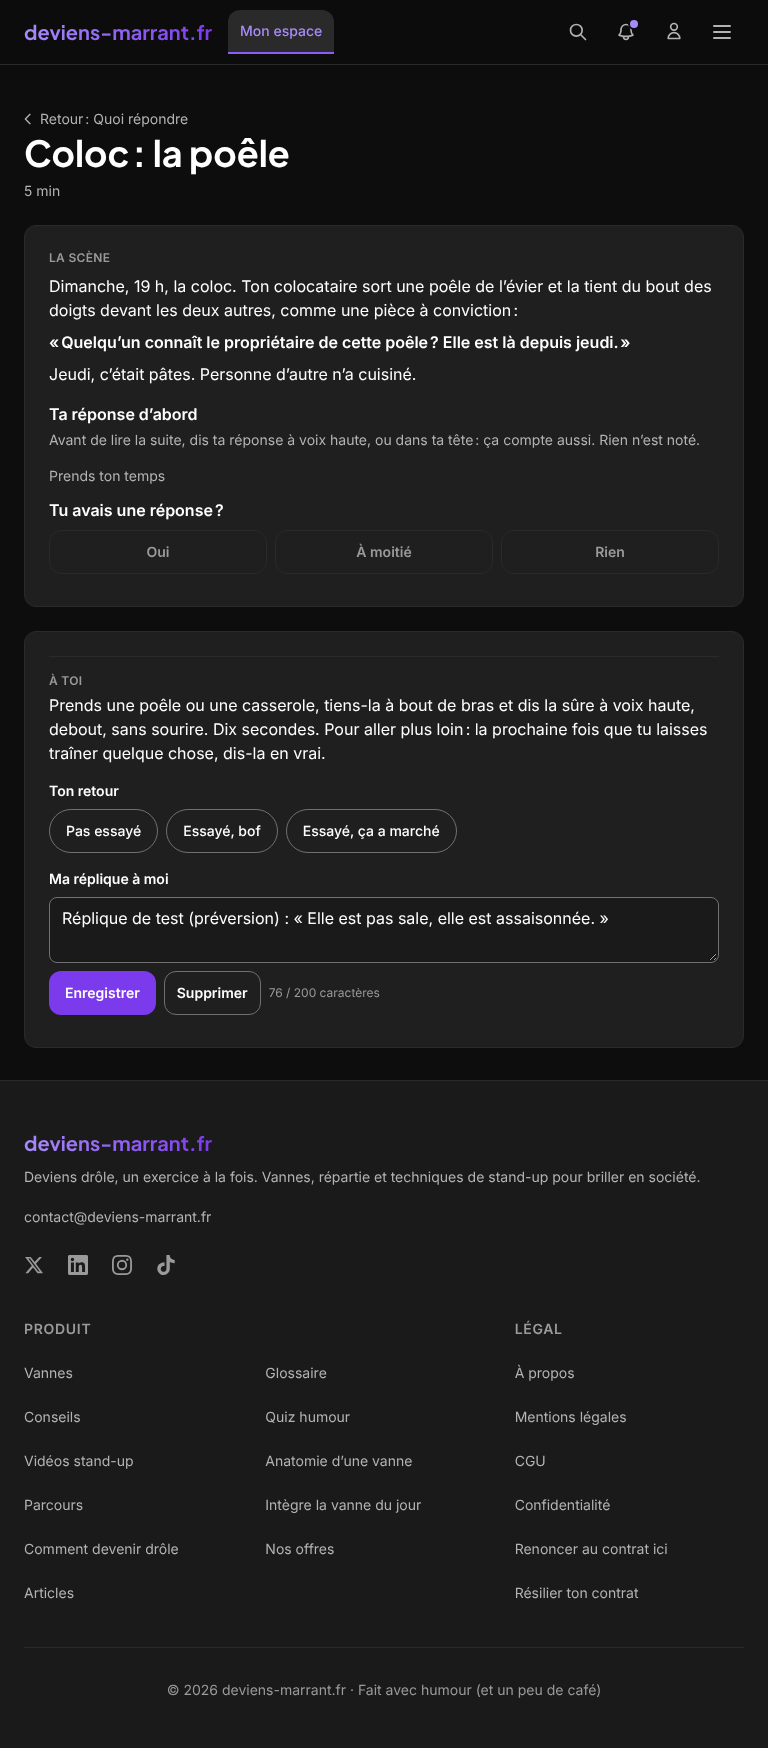 deviens-marrant.fr
Mon espace
Retour : Quoi répondre
Coloc : la poêle
5 min
LA SCÈNE
Dimanche, 19 h, la coloc. Ton colocataire sort une poêle de l’évier et la tient du bout des
doigts devant les deux autres, comme une pièce à conviction :
« Quelqu’un connaît le propriétaire de cette poêle ? Elle est là depuis jeudi. »
Jeudi, c’était pâtes. Personne d’autre n’a cuisiné.
Ta réponse d’abord
Avant de lire la suite, dis ta réponse à voix haute, ou dans ta tête : ça compte aussi. Rien n’est noté.
Prends ton temps
Tu avais une réponse ?
Oui
À moitié
Rien
À TOI
Prends une poêle ou une casserole, tiens-la à bout de bras et dis la sûre à voix haute,
debout, sans sourire. Dix secondes. Pour aller plus loin : la prochaine fois que tu laisses
traîner quelque chose, dis-la en vrai.
Ton retour
Pas essayé
Essayé, bof
Essayé, ça a marché
Ma réplique à moi
Réplique de test (préversion) : « Elle est pas sale, elle est assaisonnée. »
Enregistrer
Supprimer
76 / 200 caractères
deviens-marrant.fr
Deviens drôle, un exercice à la fois. Vannes, répartie et techniques de stand-up pour briller en société.
contact@deviens-marrant.fr
PRODUIT
Vannes
Conseils
Vidéos stand-up
Parcours
Comment devenir drôle
Articles
Glossaire
Quiz humour
Anatomie d’une vanne
Intègre la vanne du jour
Nos offres
LÉGAL
À propos
Mentions légales
CGU
Confidentialité
Renoncer au contrat ici
Résilier ton contrat
© 2026 deviens-marrant.fr · Fait avec humour (et un peu de café)